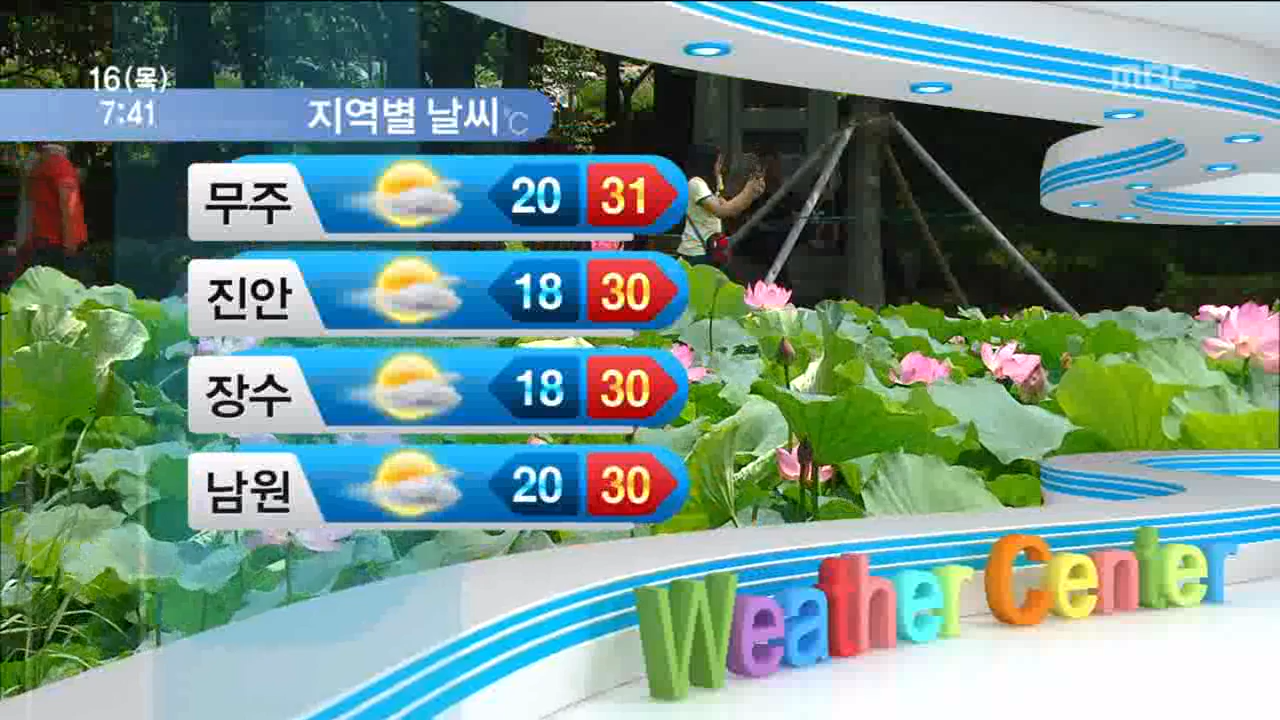 16(목)
7:41
지역별 날씨 ℃
mbc
무주 20 31
진안 18 30
장수 18 30
남원 20 30
Weather Center